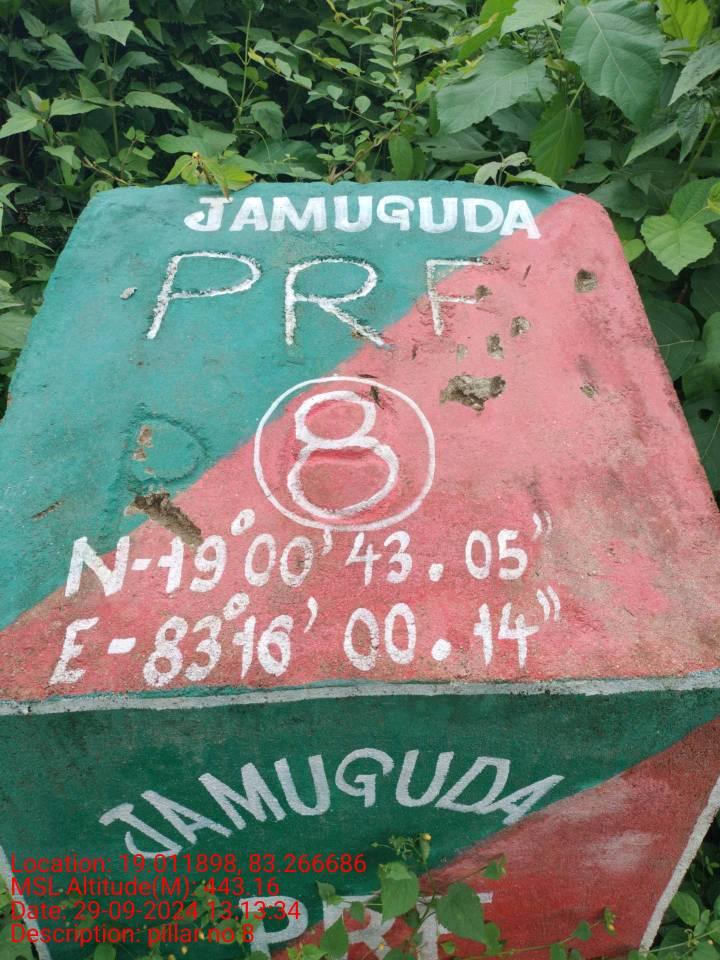 JAMUGUDA
PRF
8
N-19°00'43.05"
E-83°16'00.14"
JAMUGUDA
PRF
Location: 19.011898, 83.266686
MSL Altitude(M): 443.16
Date: 29-09-2024 13,13:34
Description: pillar no 8